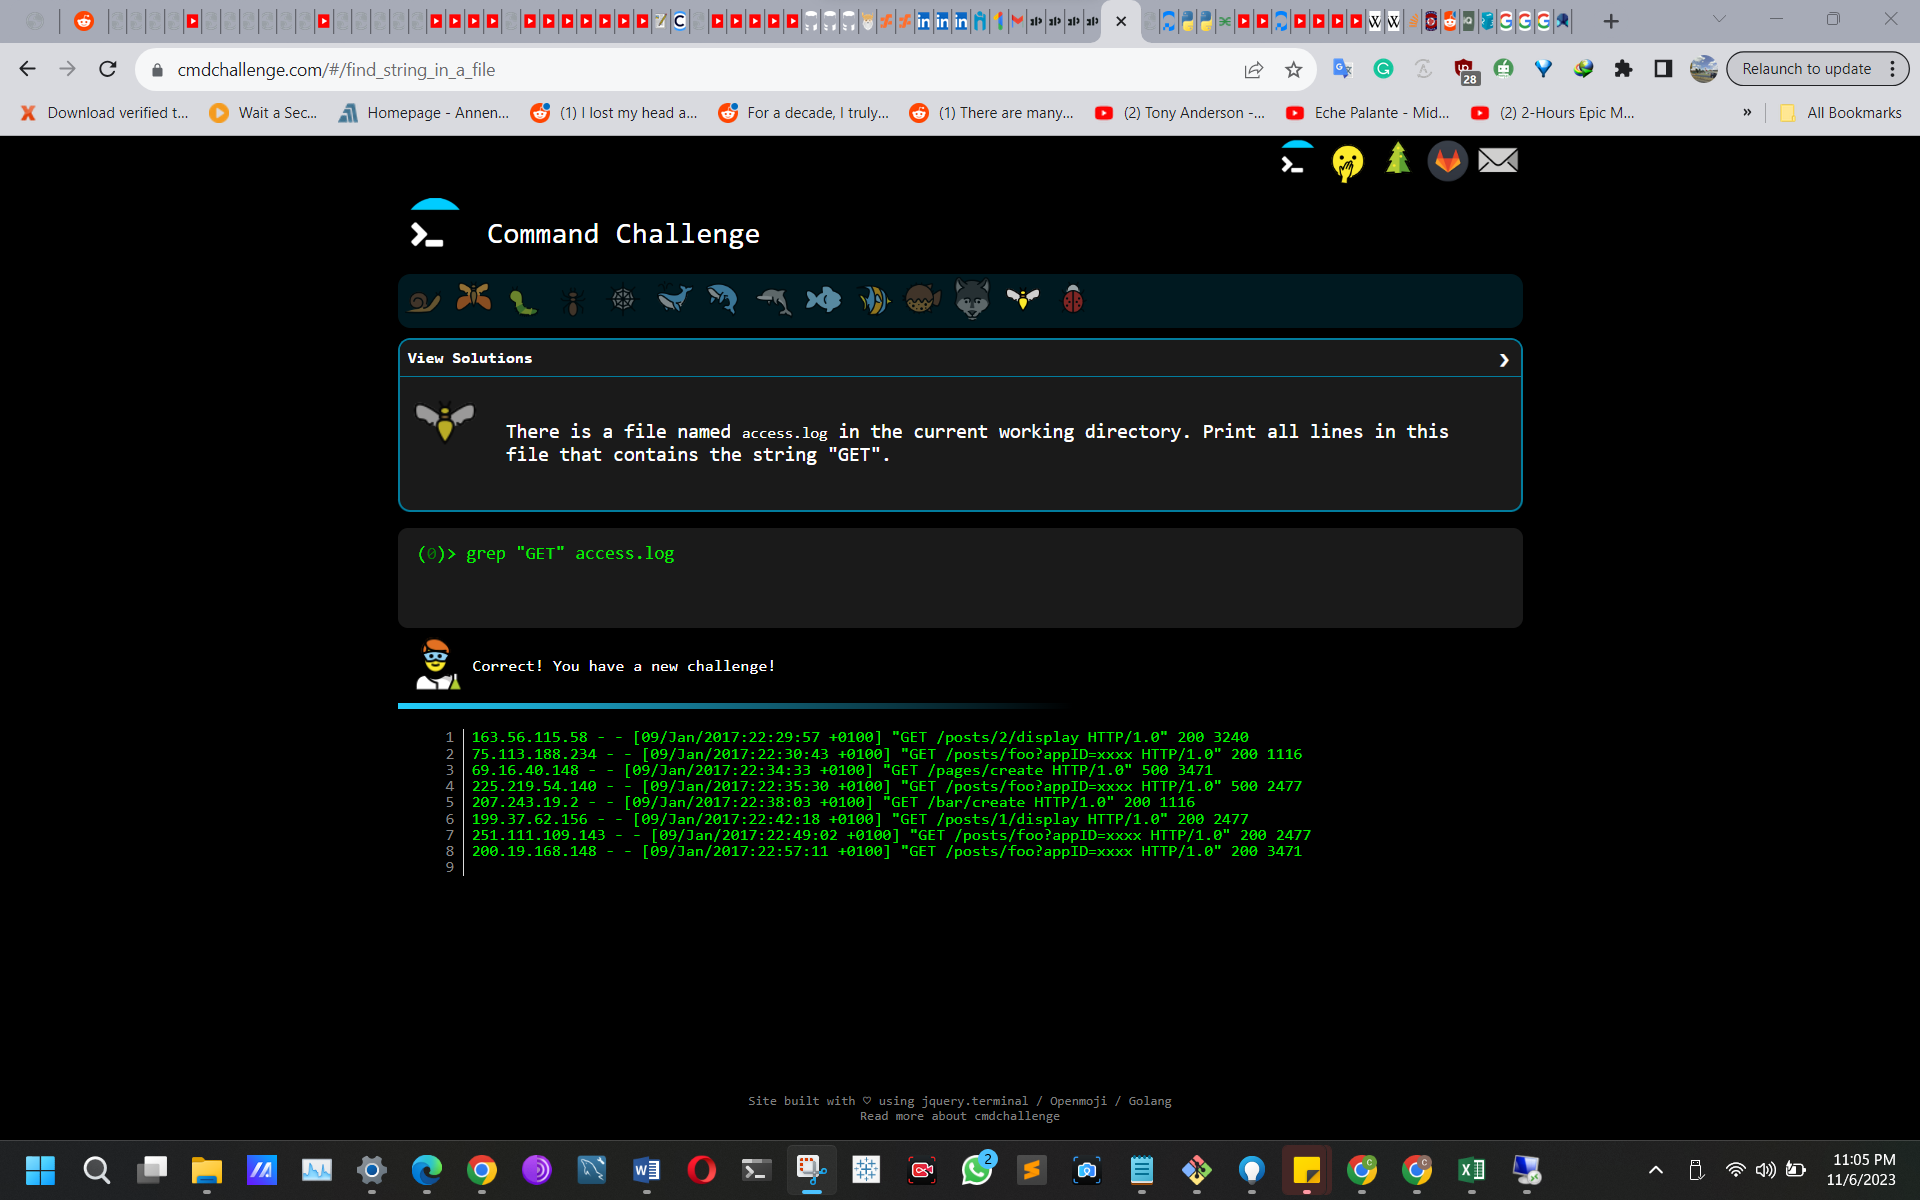 cmdchallenge.com/#/find_string_in_a_file
28
Relaunch to update
Download verified t...
Wait a Sec...
Homepage - Annen...
(1) I lost my head a...
For a decade, I truly...
(1) There are many...
(2) Tony Anderson -...
Eche Palante - Mid...
(2) 2-Hours Epic M...
»
All Bookmarks
Command Challenge
View Solutions
There is a file named access.log in the current working directory. Print all lines in this
file that contains the string "GET".
(0)> grep "GET" access.log
Correct! You have a new challenge!
1 163.56.115.58 - - [09/Jan/2017:22:29:57 +0100] "GET /posts/2/display HTTP/1.0" 200 3240
2 75.113.188.234 - - [09/Jan/2017:22:30:43 +0100] "GET /posts/foo?appID=xxxx HTTP/1.0" 200 1116
3 69.16.40.148 - - [09/Jan/2017:22:34:33 +0100] "GET /pages/create HTTP/1.0" 500 3471
4 225.219.54.140 - - [09/Jan/2017:22:35:30 +0100] "GET /posts/foo?appID=xxxx HTTP/1.0" 500 2477
5 207.243.19.2 - - [09/Jan/2017:22:38:03 +0100] "GET /bar/create HTTP/1.0" 200 1116
6 199.37.62.156 - - [09/Jan/2017:22:42:18 +0100] "GET /posts/1/display HTTP/1.0" 200 2477
7 251.111.109.143 - - [09/Jan/2017:22:49:02 +0100] "GET /posts/foo?appID=xxxx HTTP/1.0" 200 2477
8 200.19.168.148 - - [09/Jan/2017:22:57:11 +0100] "GET /posts/foo?appID=xxxx HTTP/1.0" 200 3471
9
Site built with ♡ using jquery.terminal / Openmoji / Golang
Read more about cmdchallenge
2
11:05 PM
11/6/2023